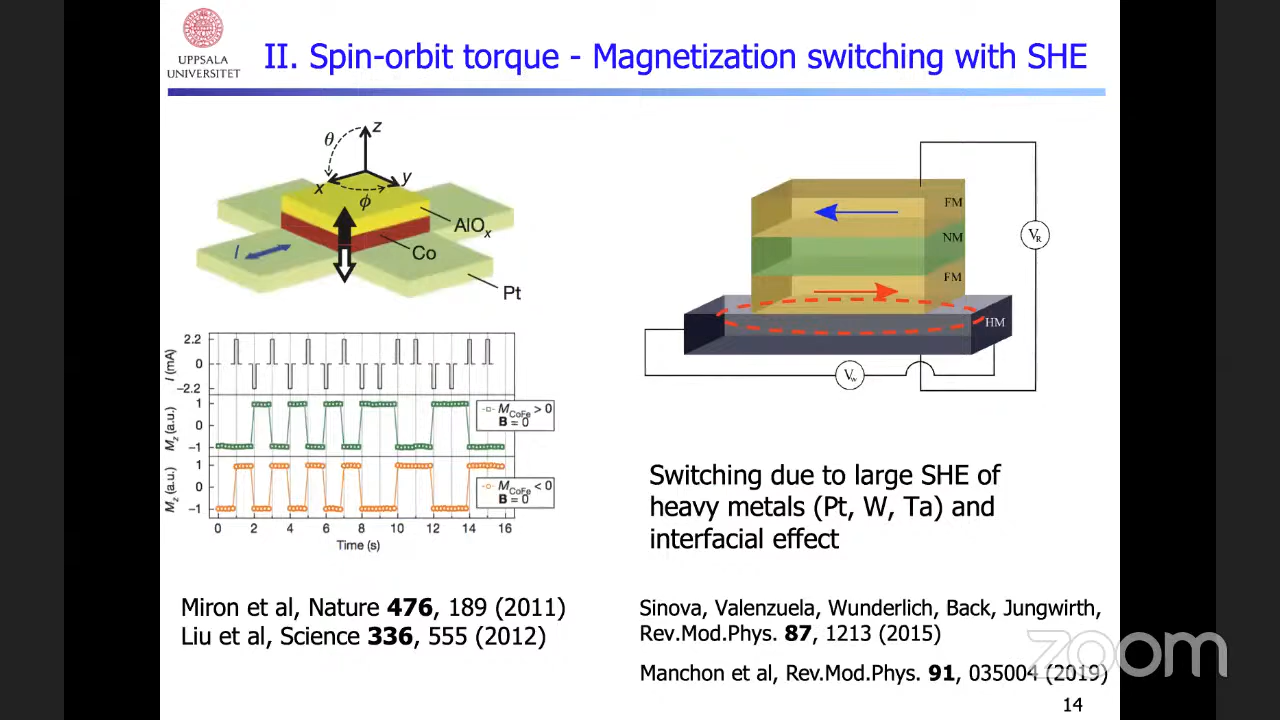 UPPSALA
UNIVERSITET
II. Spin-orbit torque - Magnetization switching with SHE
z
θ
x
y
ϕ
AlOx
I
Co
Pt
FM
NM
FM
HM
VR
Vw
I (mA)
2.2
0
−2.2
Mz (a.u.)
1
0
−1
MCoFe > 0
B = 0
Mz (a.u.)
1
0
−1
MCoFe < 0
B = 0
0 2 4 6 8 10 12 14 16
Time (s)
Switching due to large SHE of
heavy metals (Pt, W, Ta) and
interfacial effect
Miron et al, Nature 476, 189 (2011)
Liu et al, Science 336, 555 (2012)
Sinova, Valenzuela, Wunderlich, Back, Jungwirth,
Rev.Mod.Phys. 87, 1213 (2015)
Manchon et al, Rev.Mod.Phys. 91, 035004 (2019)
zoom
14